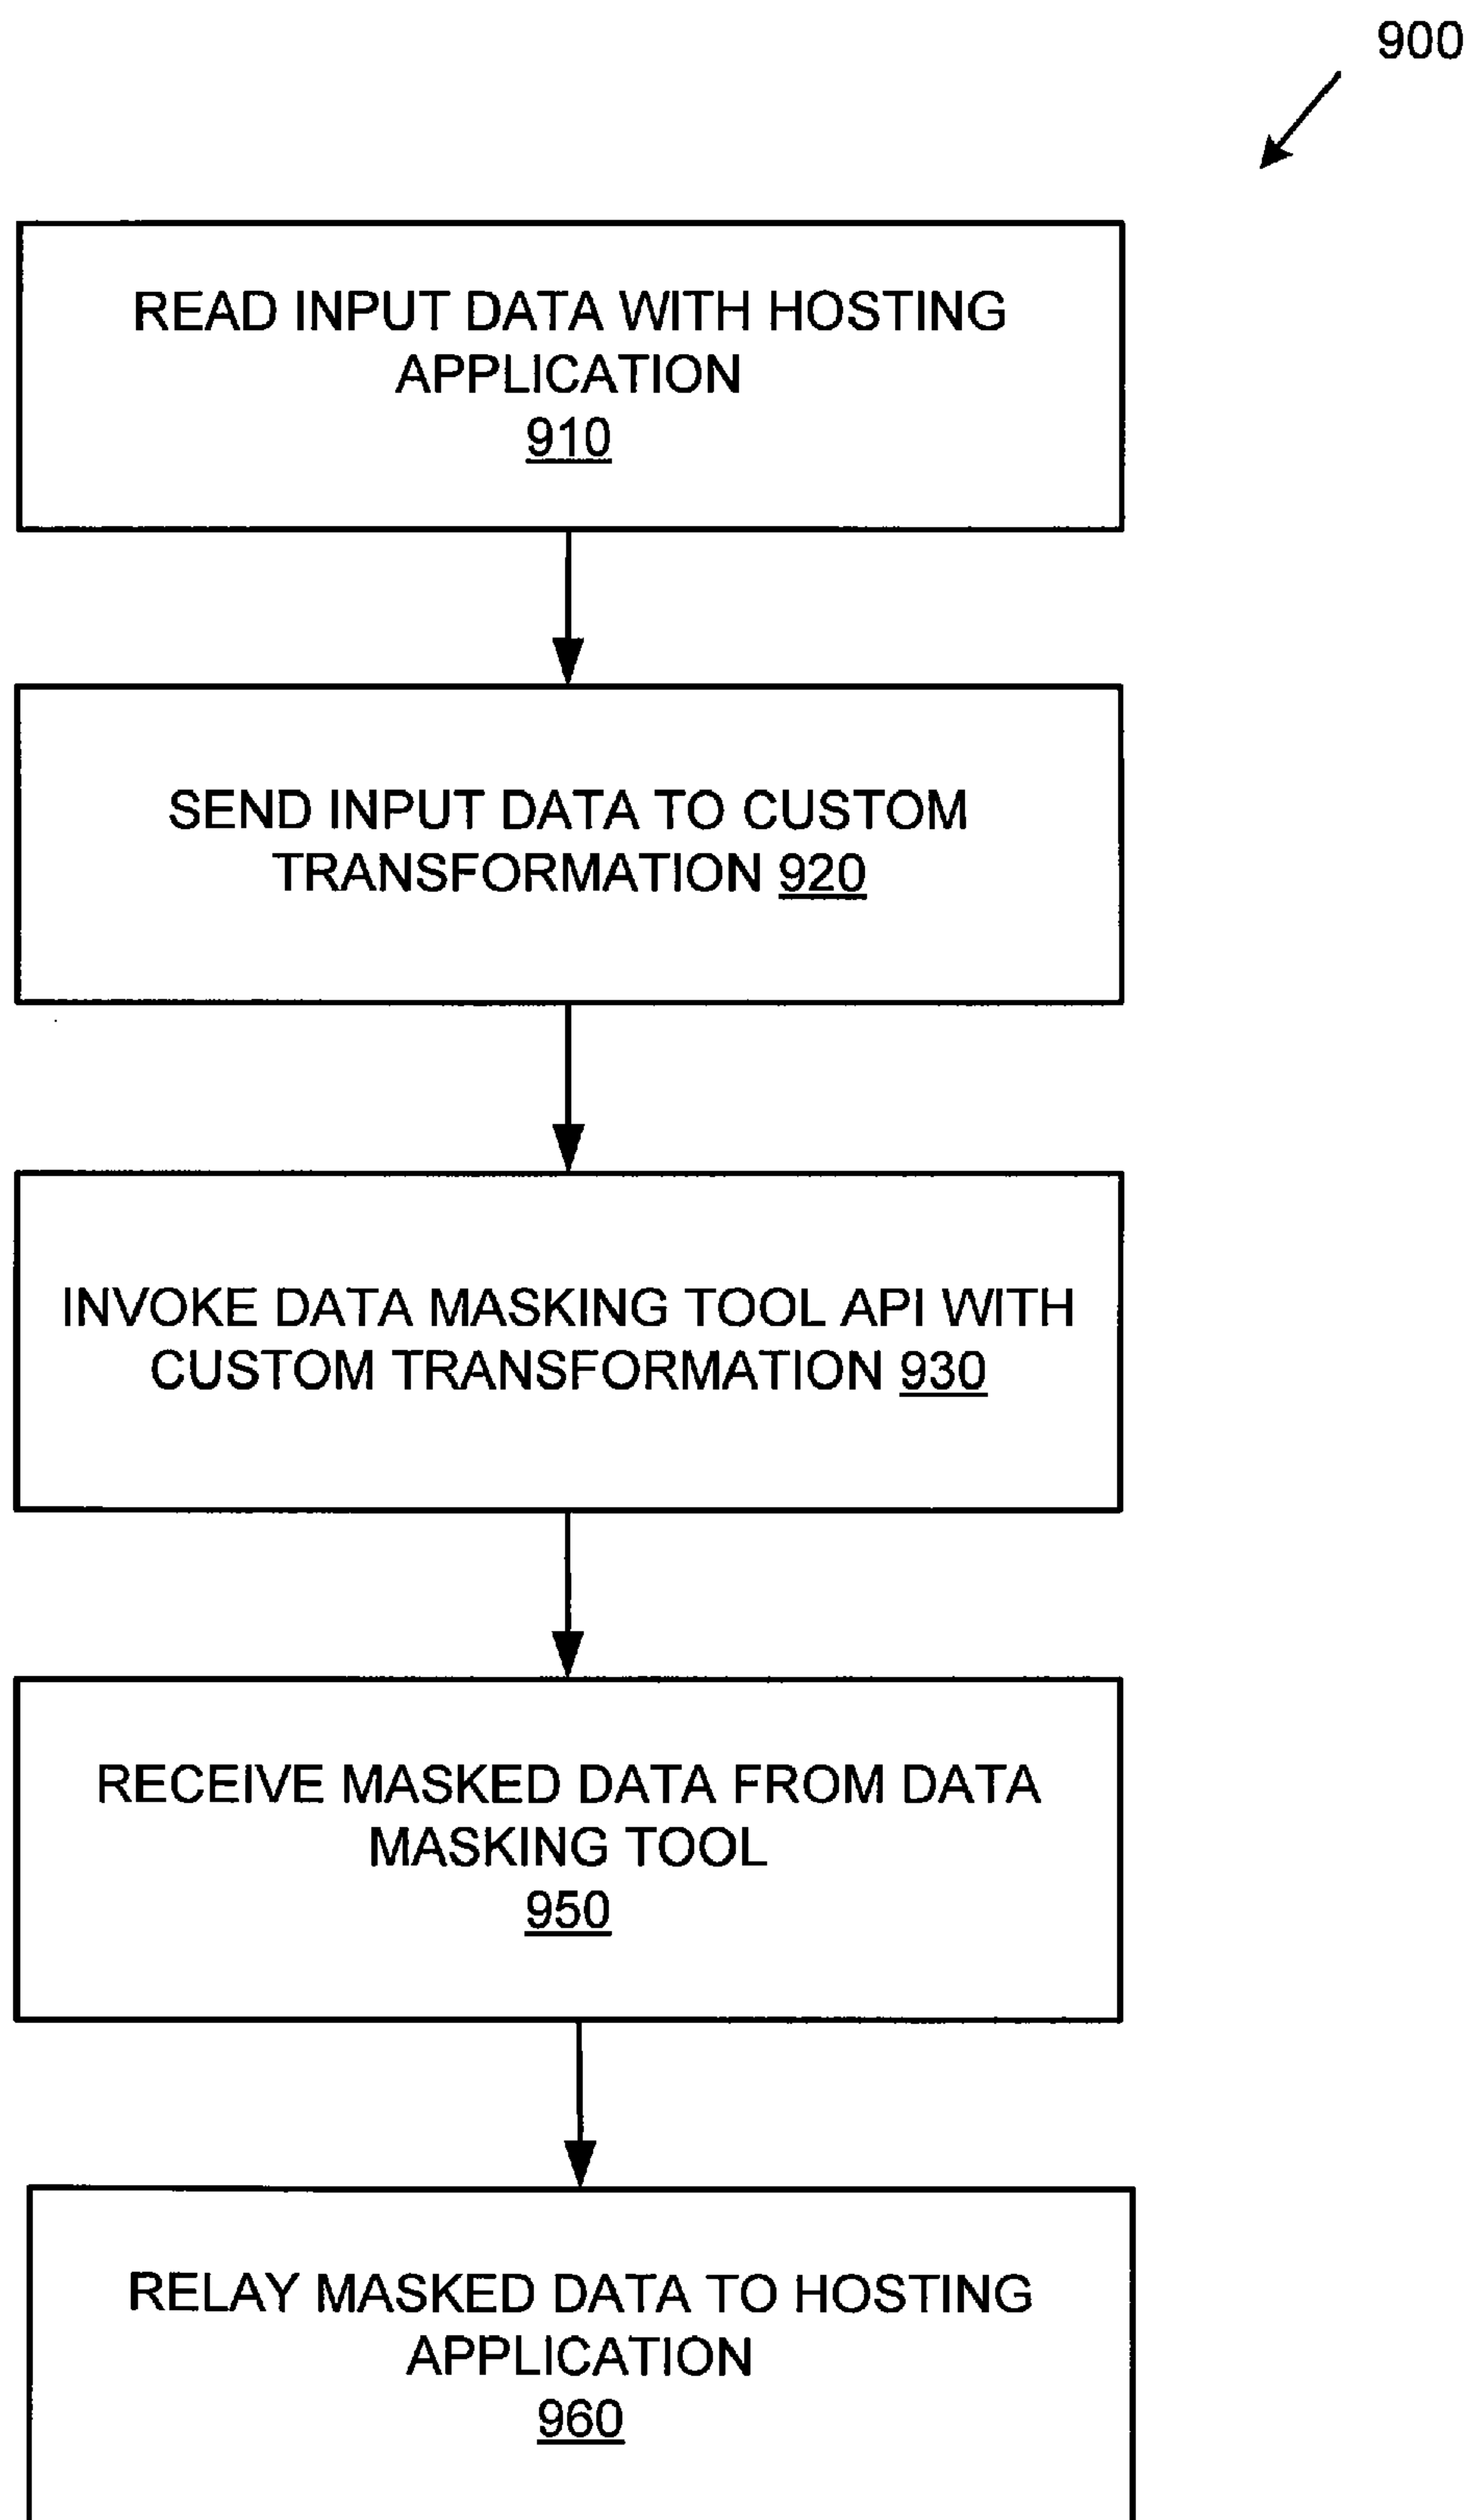 900
READ INPUT DATA WITH HOSTING
APPLICATION
910
SEND INPUT DATA TO CUSTOM
TRANSFORMATION 920
INVOKE DATA MASKING TOOL API WITH
CUSTOM TRANSFORMATION 930
RECEIVE MASKED DATA FROM DATA
MASKING TOOL
950
RELAY MASKED DATA TO HOSTING
APPLICATION
960